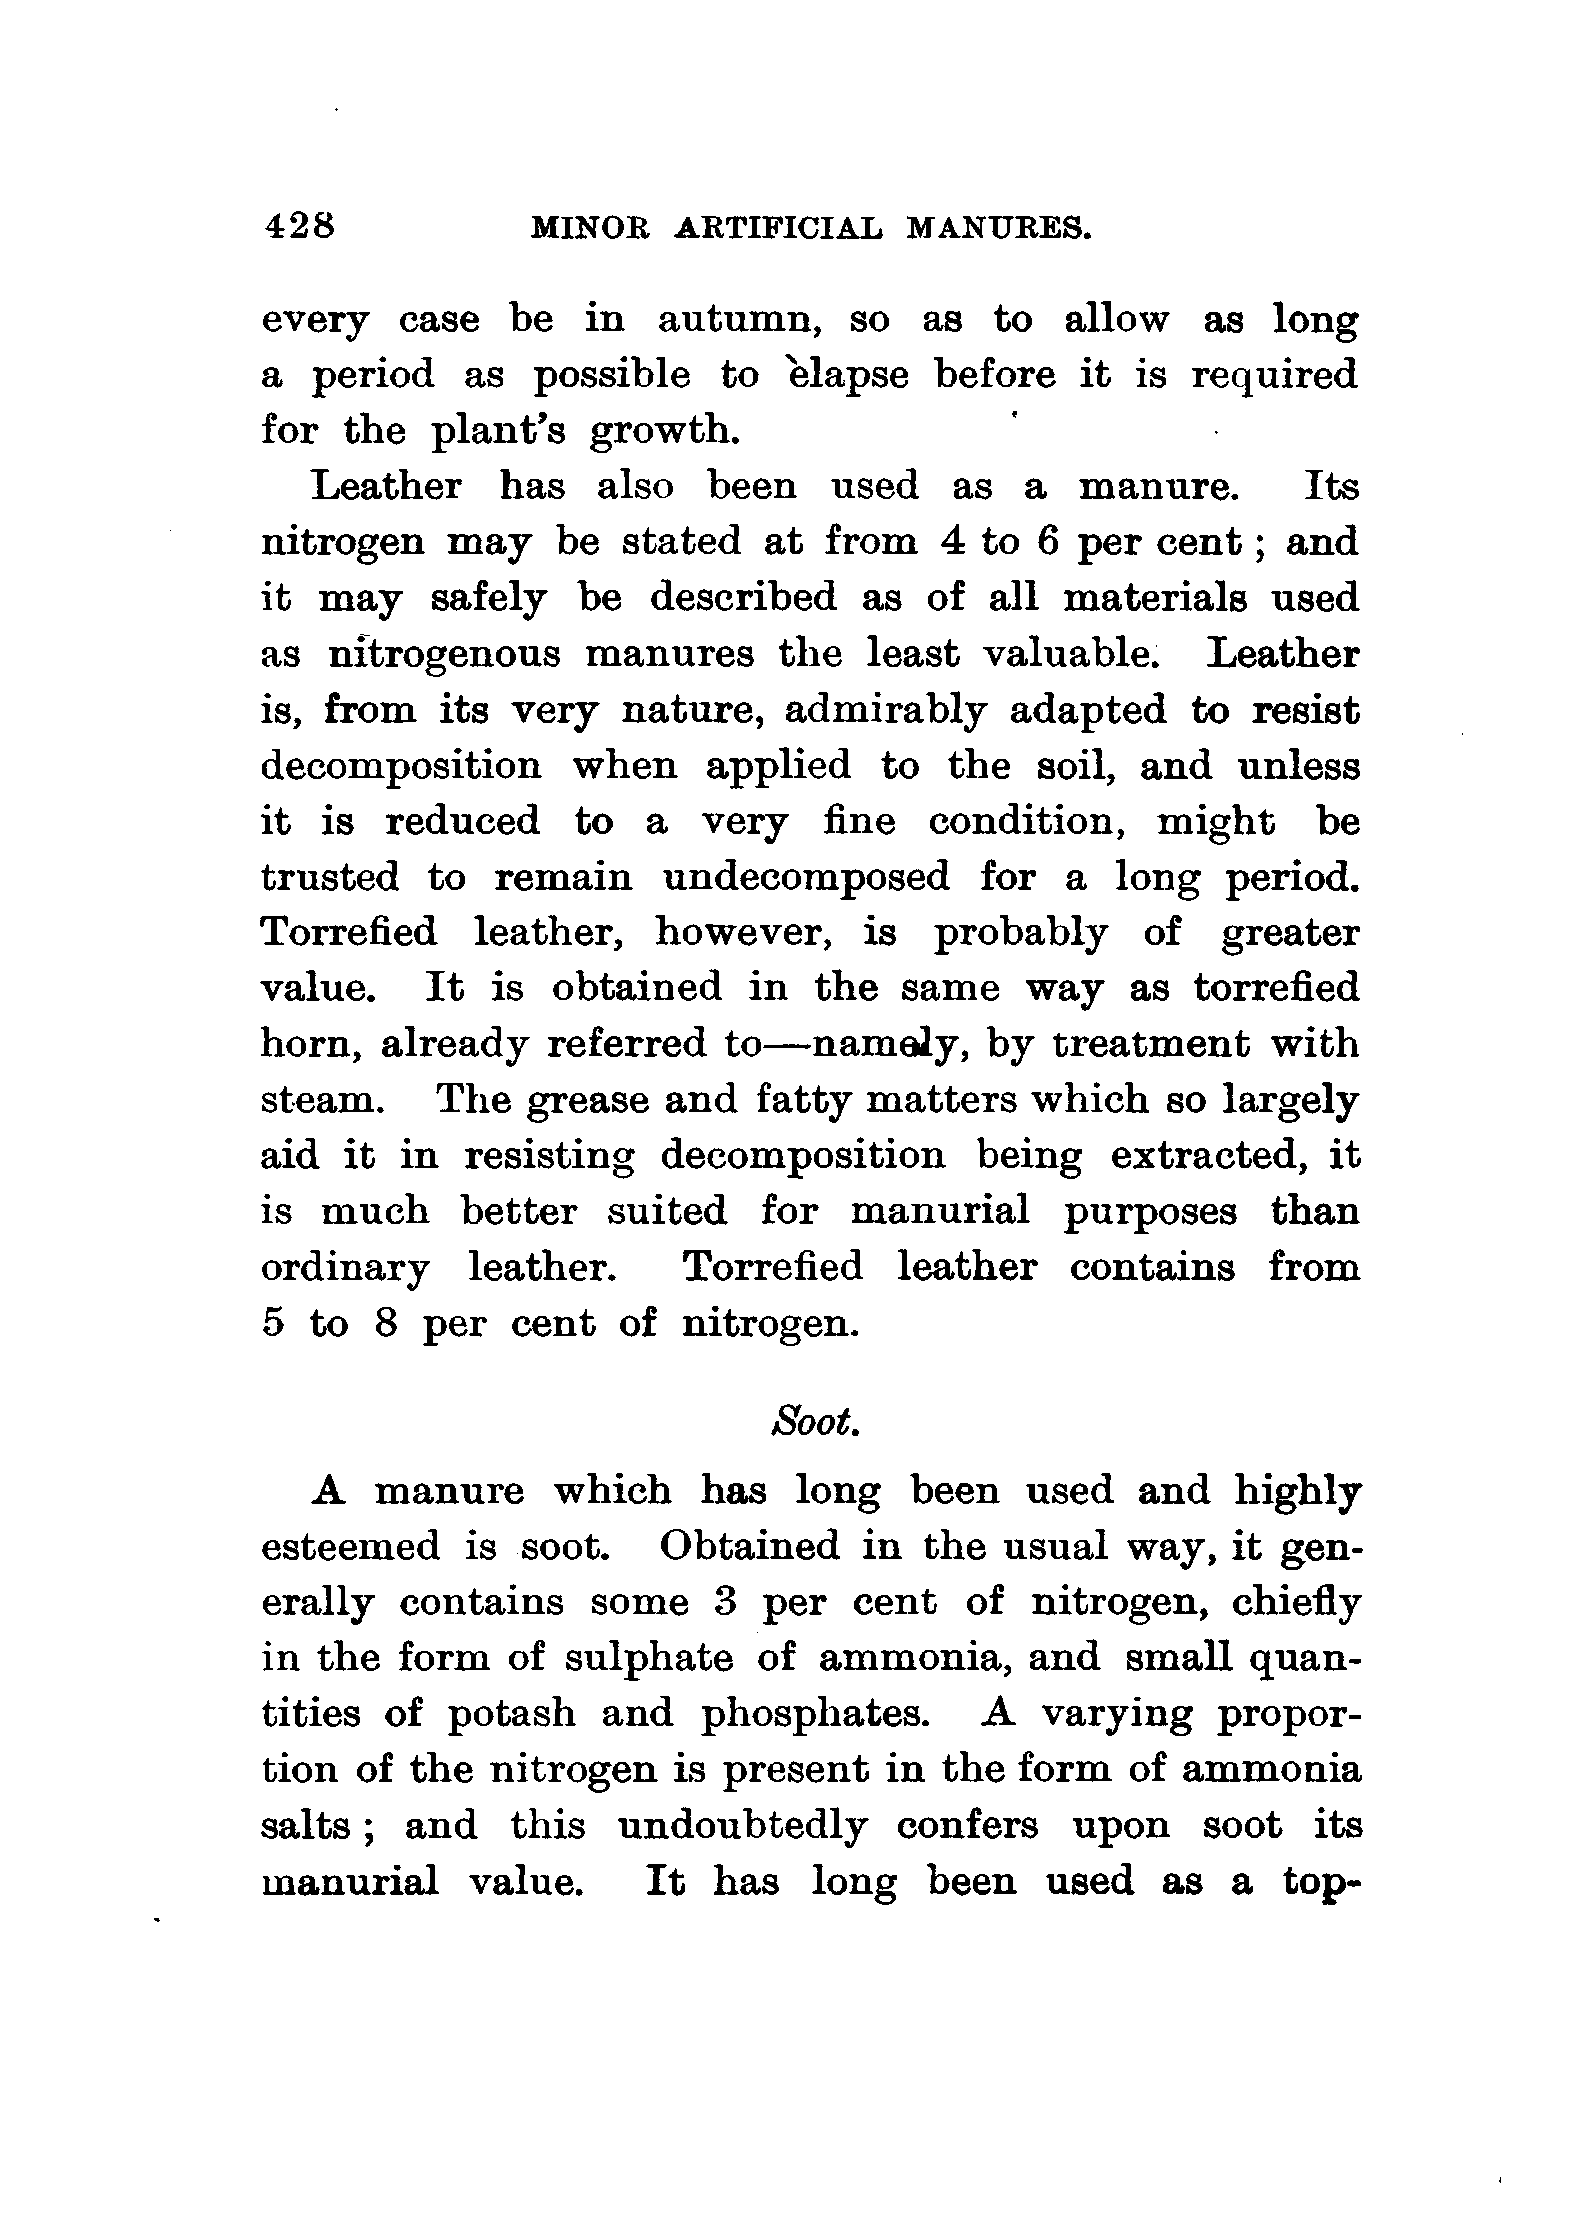 428 MINOR ARTIFICIAL MANURES.
every case be in autumn, so as to allow as long
a period as possible to elapse before it is required
for the plant's growth.
Leather has also been used as a manure. Its
nitrogen may be stated at from 4 to 6 per cent; and
it may safely be described as of all materials used
as nitrogenous manures the least valuable. Leather
is, from its very nature, admirably adapted to resist
decomposition when applied to the soil, and unless
it is reduced to a very fine condition, might be
trusted to remain undecomposed for a long period.
Torrefied leather, however, is probably of greater
value. It is obtained in the same way as torrefied
horn, already referred to—namely, by treatment with
steam. The grease and fatty matters which so largely
aid it in resisting decomposition being extracted, it
is much better suited for manurial purposes than
ordinary leather. Torrefied leather contains from
5 to 8 per cent of nitrogen.
Soot.
A manure which has long been used and highly
esteemed is soot. Obtained in the usual way, it gen-
erally contains some 3 per cent of nitrogen, chiefly
in the form of sulphate of ammonia, and small quan-
tities of potash and phosphates. A varying propor-
tion of the nitrogen is present in the form of ammonia
salts; and this undoubtedly confers upon soot its
manurial value. It has long been used as a top-